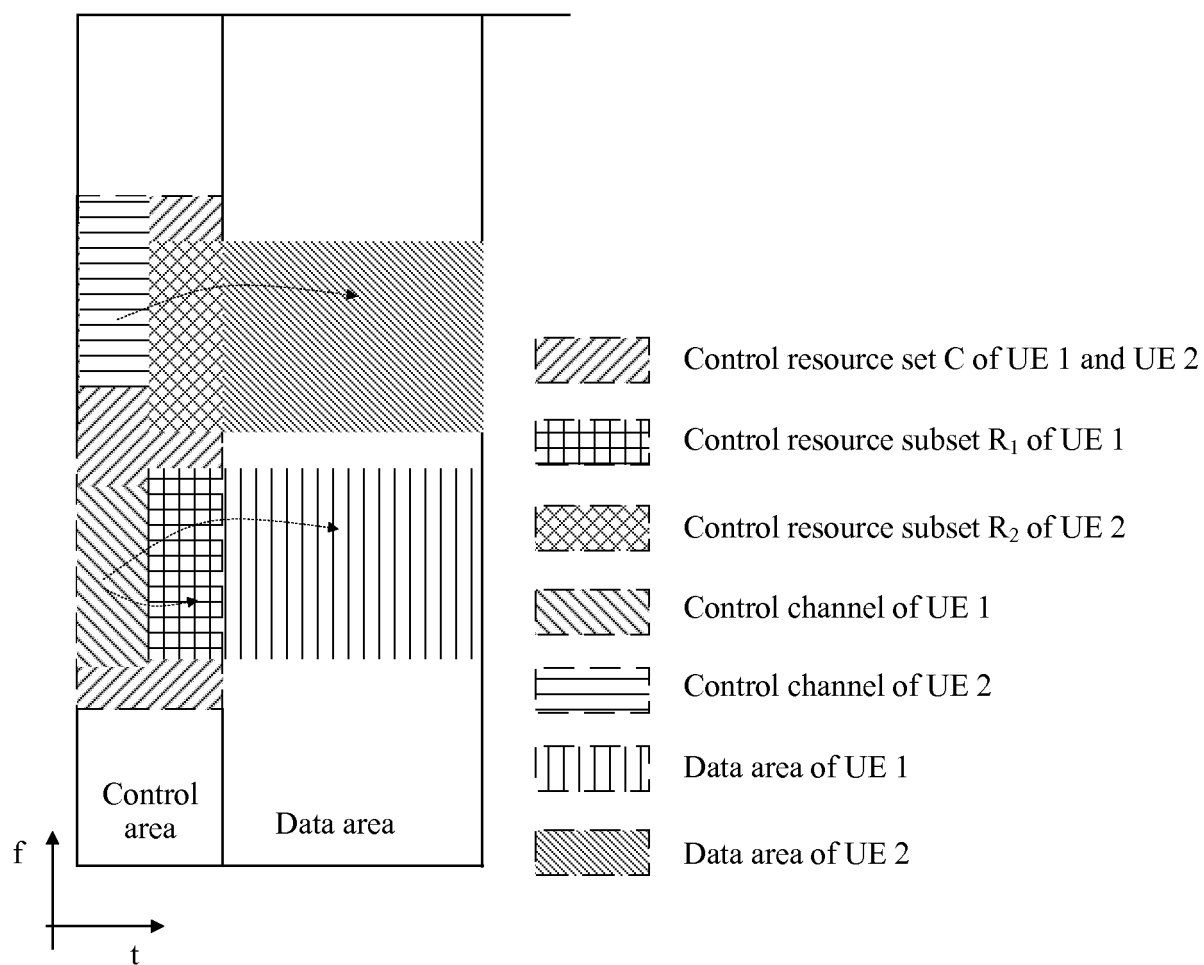 Control resource set C of UE 1 and UE 2
Control resource subset R₁ of UE 1
Control resource subset R₂ of UE 2
Control channel of UE 1
Control channel of UE 2
Data area of UE 1
Data area of UE 2
Control
area
Data area
f
t